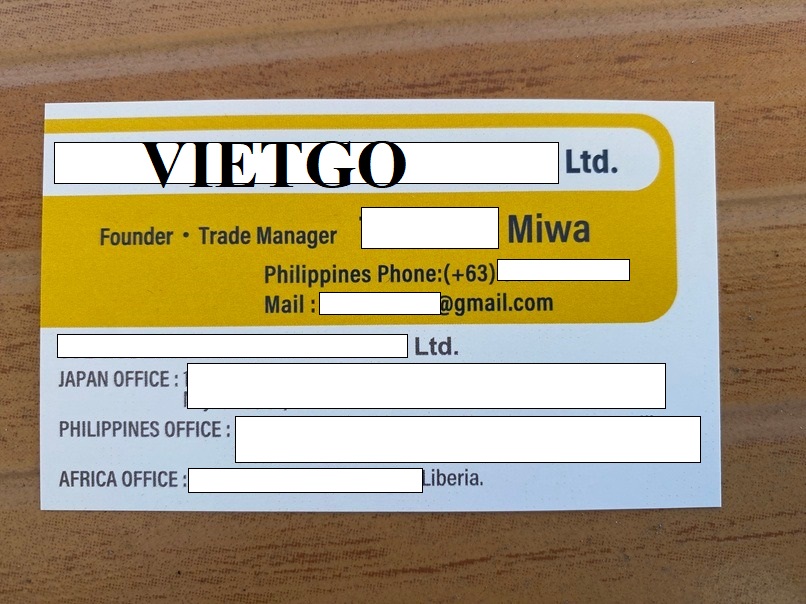 VIETGO Ltd.
Founder・Trade Manager Miwa
Philippines Phone:(+63)
Mail : @gmail.com
Ltd.
JAPAN OFFICE :
PHILIPPINES OFFICE :
AFRICA OFFICE : Liberia.